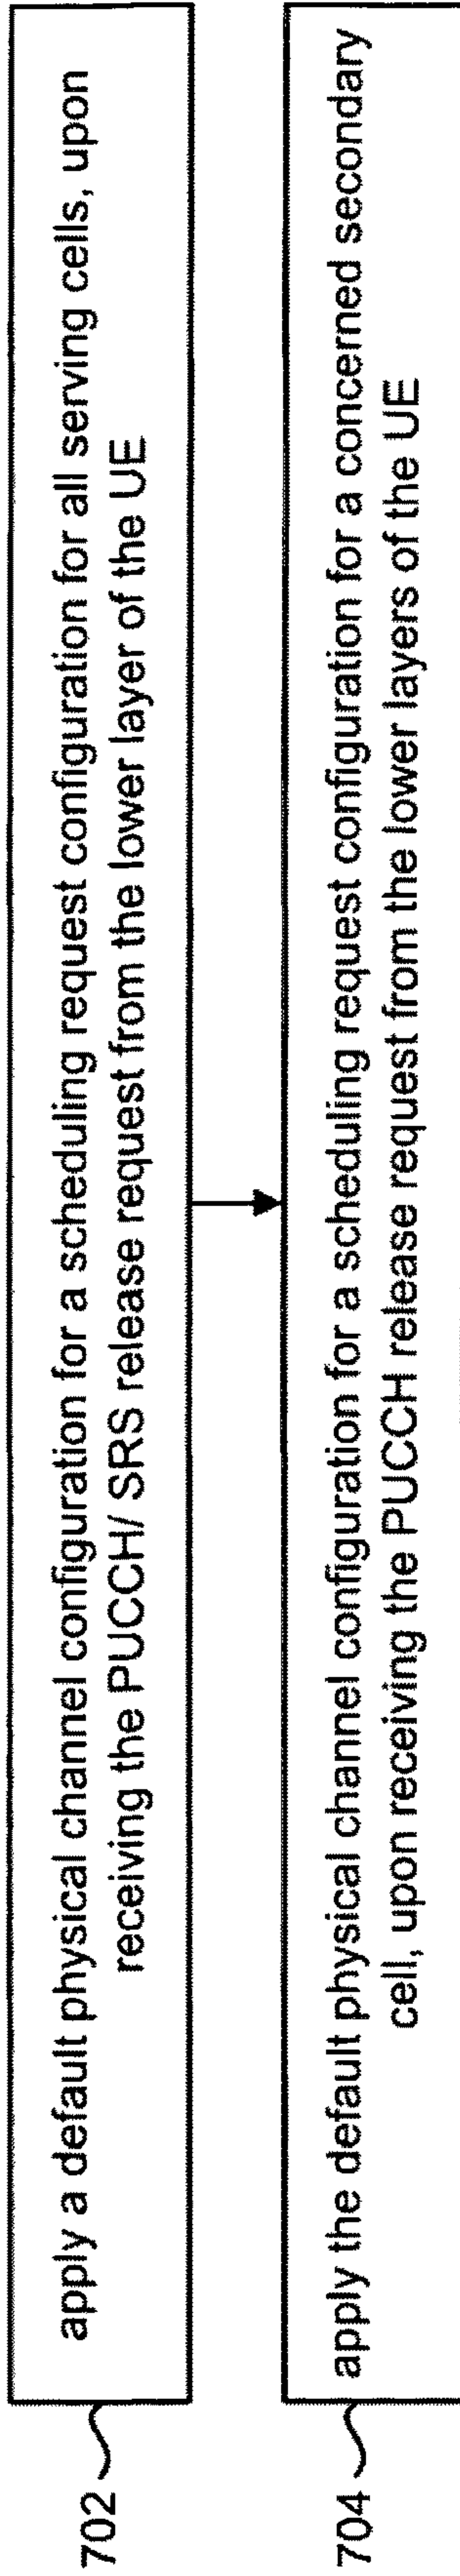 apply a default physical channel configuration for a scheduling request configuration for all serving cells, upon
receiving the PUCCH/ SRS release request from the lower layer of the UE
702
apply the default physical channel configuration for a scheduling request configuration for a concerned secondary
cell, upon receiving the PUCCH release request from the lower layers of the UE
704